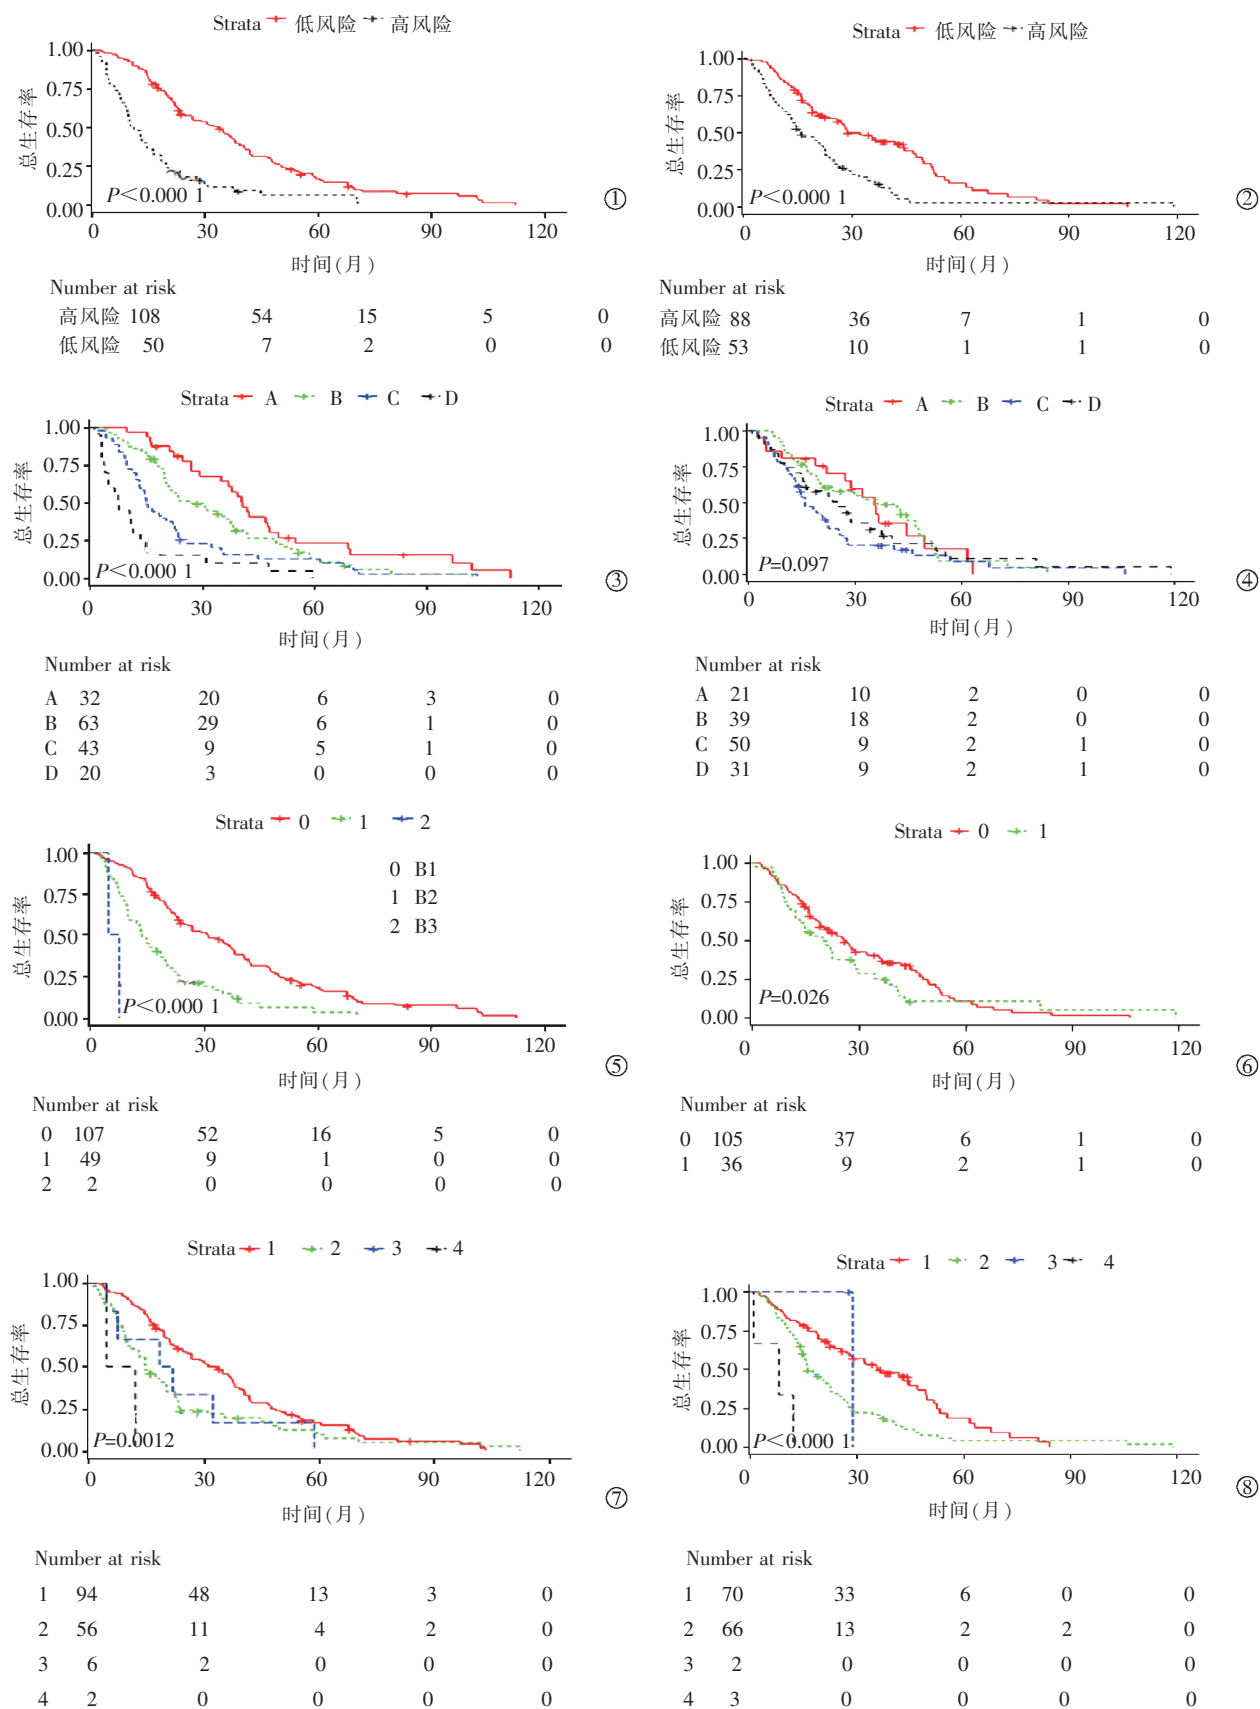 Strata 低风险 高风险
1.00
0.75
0.50
0.25
0.00
总生存率
P<0.000 1
0 30 60 90 120
时间(月)
①
Number at risk
高风险 108 54 15 5 0
低风险 50 7 2 0 0
Strata 低风险 高风险
1.00
0.75
0.50
0.25
0.00
总生存率
P<0.000 1
0 30 60 90 120
时间(月)
②
Number at risk
高风险 88 36 7 1 0
低风险 53 10 1 1 0
Strata A B C D
1.00
0.75
0.50
0.25
0.00
总生存率
P<0.000 1
0 30 60 90 120
时间(月)
③
Number at risk
A 32 20 6 3 0
B 63 29 6 1 0
C 43 9 5 1 0
D 20 3 0 0 0
Strata A B C D
1.00
0.75
0.50
0.25
0.00
总生存率
P=0.097
0 30 60 90 120
时间(月)
④
Number at risk
A 21 10 2 0 0
B 39 18 2 0 0
C 50 9 2 1 0
D 31 9 2 1 0
Strata 0 1 2
0 B1
1 B2
2 B3
1.00
0.75
0.50
0.25
0.00
总生存率
P<0.000 1
0 30 60 90 120
时间(月)
⑤
Number at risk
0 107 52 16 5 0
1 49 9 1 0 0
2 2 0 0 0 0
Strata 0 1
1.00
0.75
0.50
0.25
0.00
总生存率
P=0.026
0 30 60 90 120
时间(月)
⑥
Number at risk
0 105 37 6 1 0
1 36 9 2 1 0
Strata 1 2 3 4
1.00
0.75
0.50
0.25
0.00
总生存率
P=0.0012
0 30 60 90 120
时间(月)
⑦
Number at risk
1 94 48 13 3 0
2 56 11 4 2 0
3 6 2 0 0 0
4 2 0 0 0 0
Strata 1 2 3 4
1.00
0.75
0.50
0.25
0.00
总生存率
P<0.000 1
0 30 60 90 120
时间(月)
⑧
Number at risk
1 70 33 6 0 0
2 66 13 2 2 0
3 2 0 0 0 0
4 3 0 0 0 0